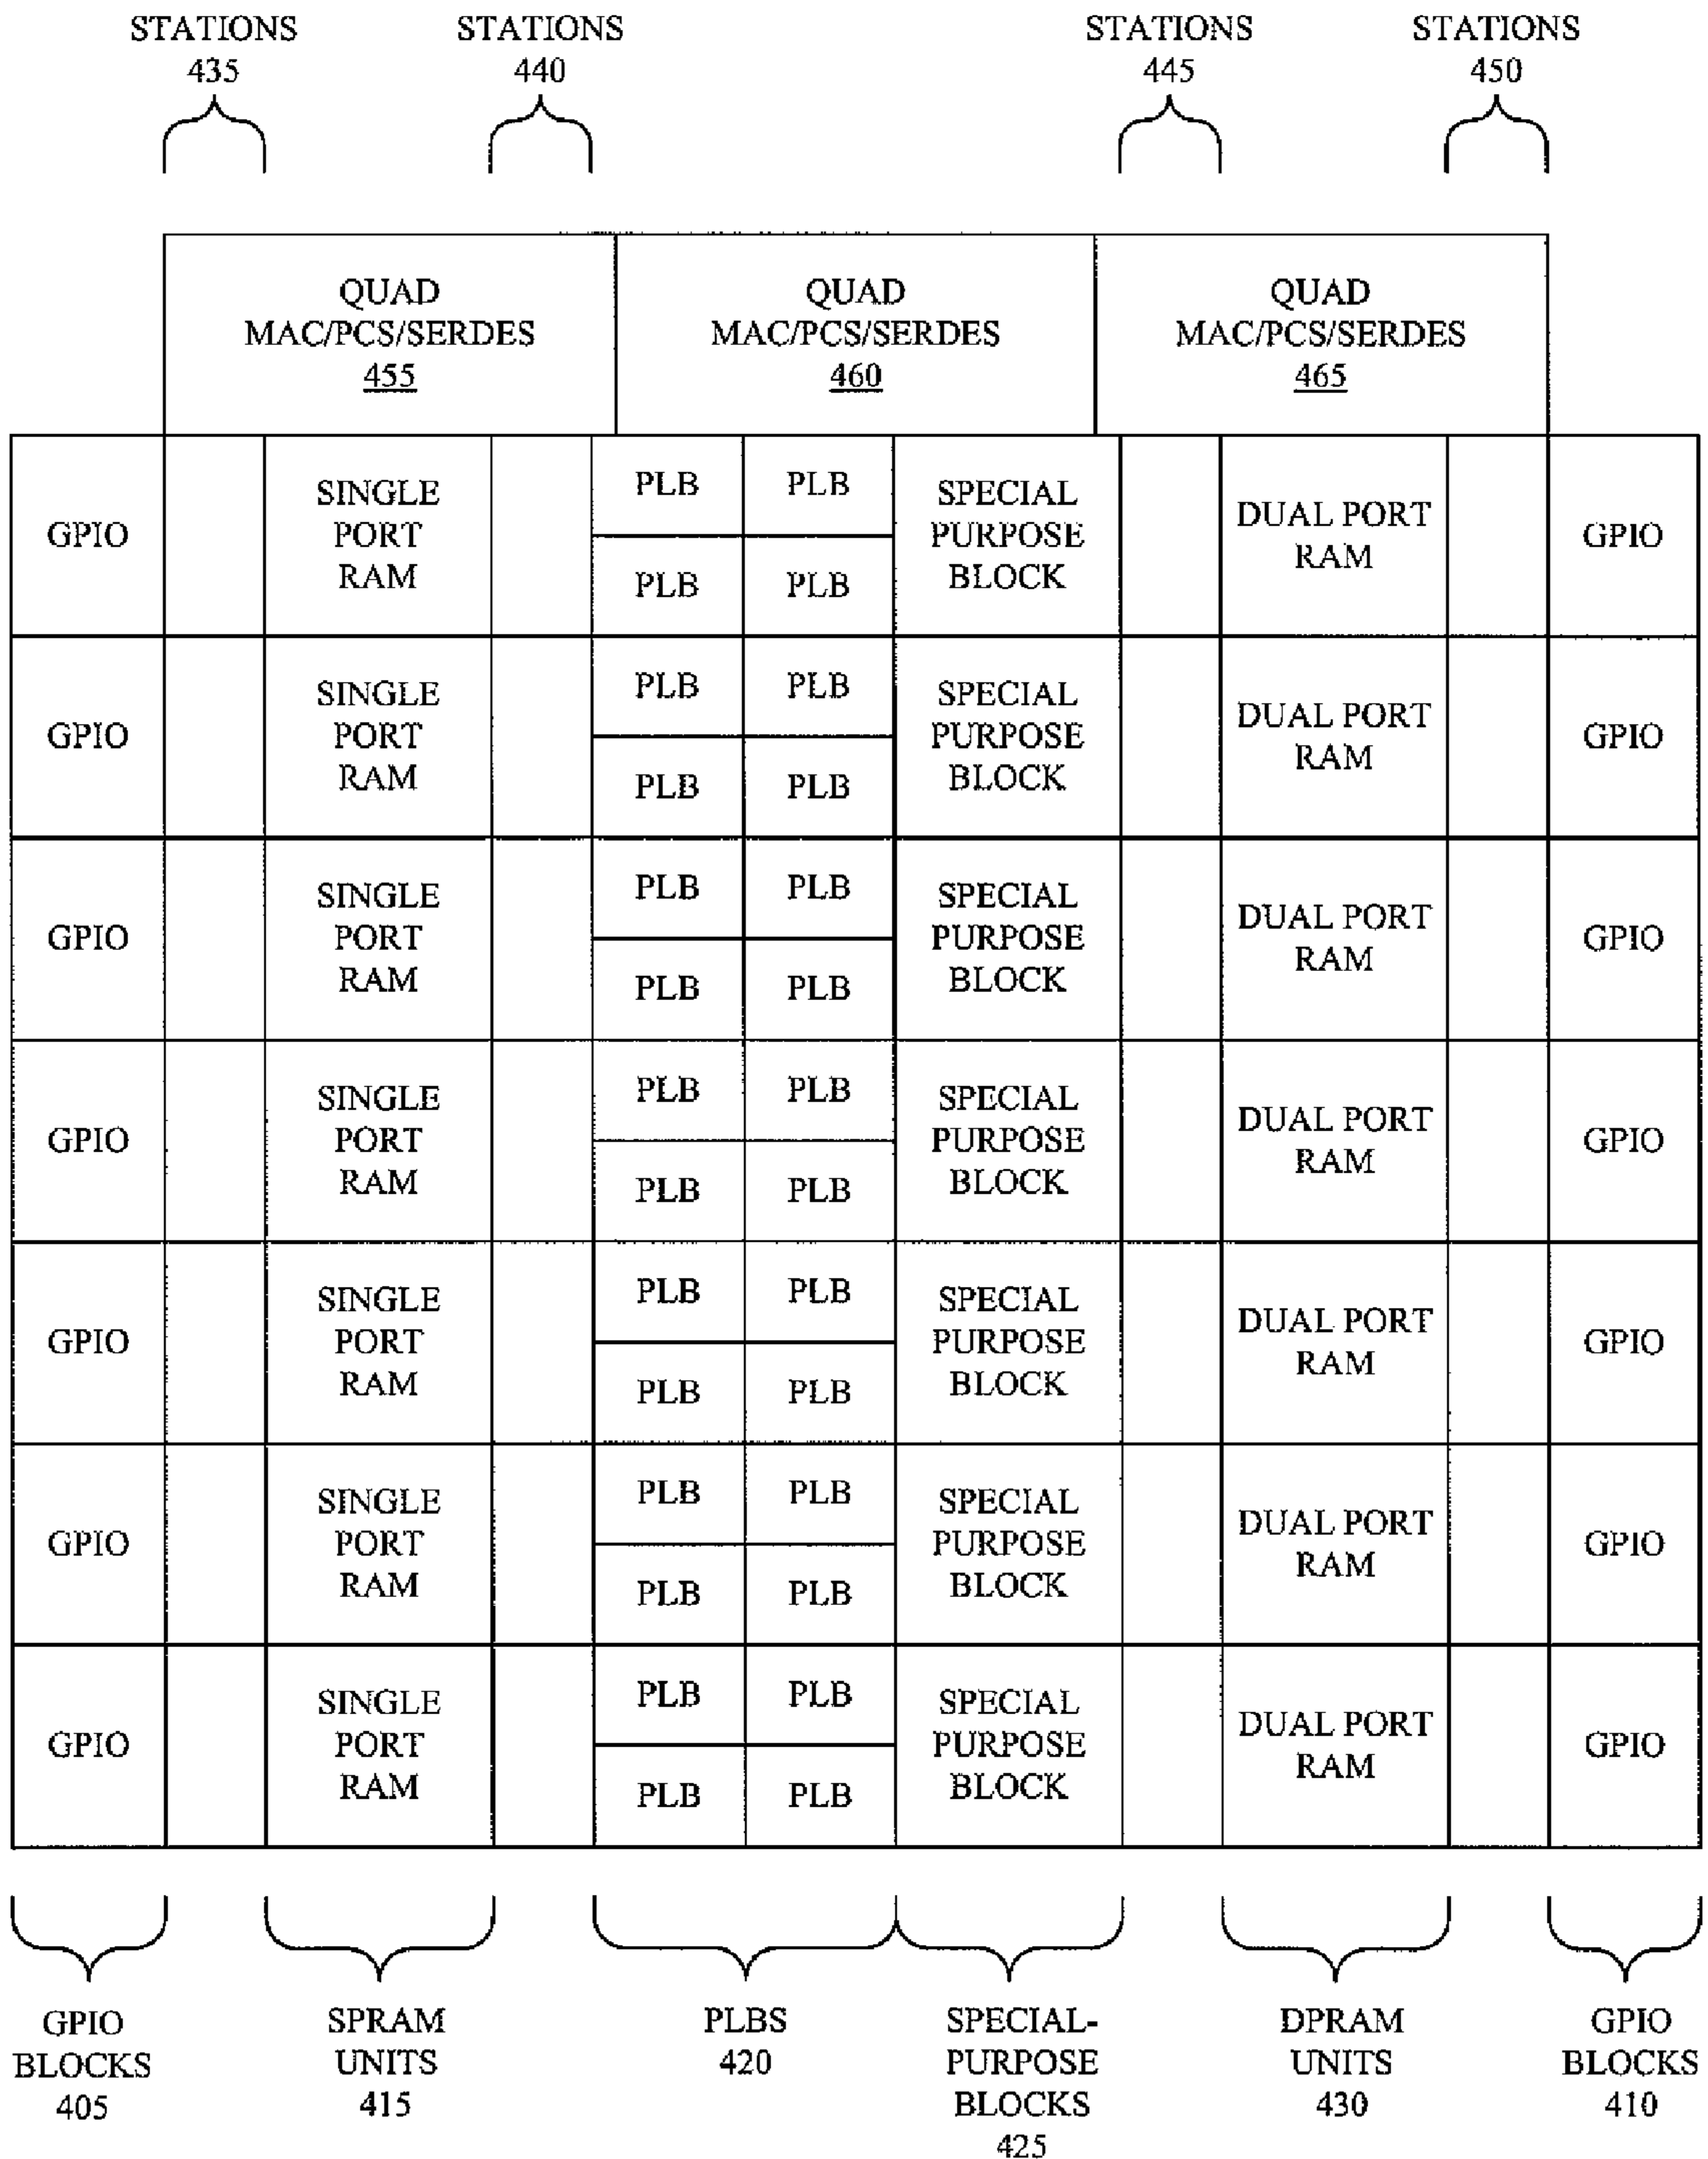 STATIONS
435
STATIONS
440
STATIONS
445
STATIONS
450
QUAD
MAC/PCS/SERDES
455
QUAD
MAC/PCS/SERDES
460
QUAD
MAC/PCS/SERDES
465
GPIO
SINGLE
PORT
RAM
PLB
PLB
PLB
PLB
SPECIAL
PURPOSE
BLOCK
DUAL PORT
RAM
GPIO
GPIO
SINGLE
PORT
RAM
PLB
PLB
PLB
PLB
SPECIAL
PURPOSE
BLOCK
DUAL PORT
RAM
GPIO
GPIO
SINGLE
PORT
RAM
PLB
PLB
PLB
PLB
SPECIAL
PURPOSE
BLOCK
DUAL PORT
RAM
GPIO
GPIO
SINGLE
PORT
RAM
PLB
PLB
PLB
PLB
SPECIAL
PURPOSE
BLOCK
DUAL PORT
RAM
GPIO
GPIO
SINGLE
PORT
RAM
PLB
PLB
PLB
PLB
SPECIAL
PURPOSE
BLOCK
DUAL PORT
RAM
GPIO
GPIO
SINGLE
PORT
RAM
PLB
PLB
PLB
PLB
SPECIAL
PURPOSE
BLOCK
DUAL PORT
RAM
GPIO
GPIO
SINGLE
PORT
RAM
PLB
PLB
PLB
PLB
SPECIAL
PURPOSE
BLOCK
DUAL PORT
RAM
GPIO
GPIO
BLOCKS
405
SPRAM
UNITS
415
PLBS
420
SPECIAL-
PURPOSE
BLOCKS
425
DPRAM
UNITS
430
GPIO
BLOCKS
410